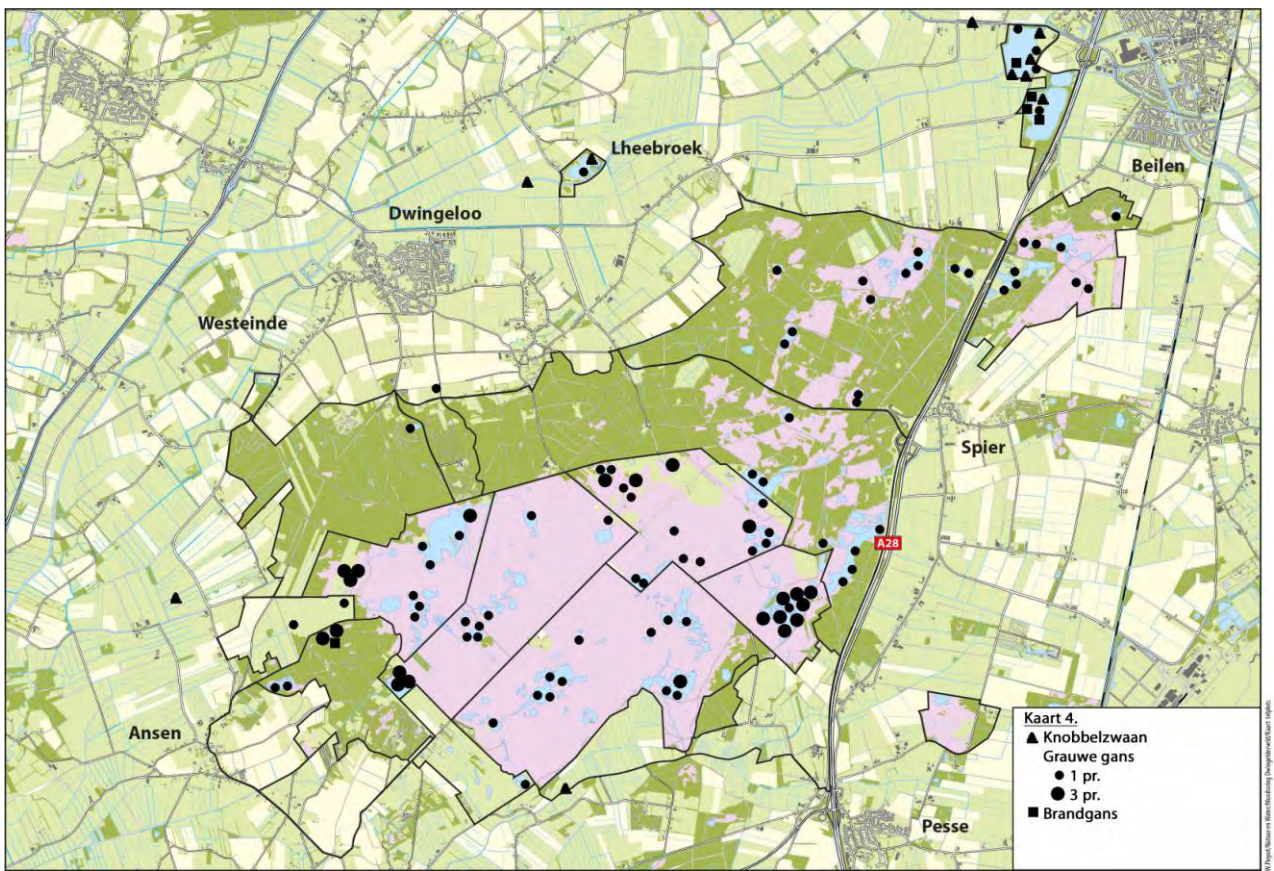 Lheebroek
Beilen
Dwingeloo
Westeinde
Spier
A28
Ansen
Pesse
Kaart 4.
Knobbelzwaan
Grauwe gans
1 pr.
3 pr.
Brandgans